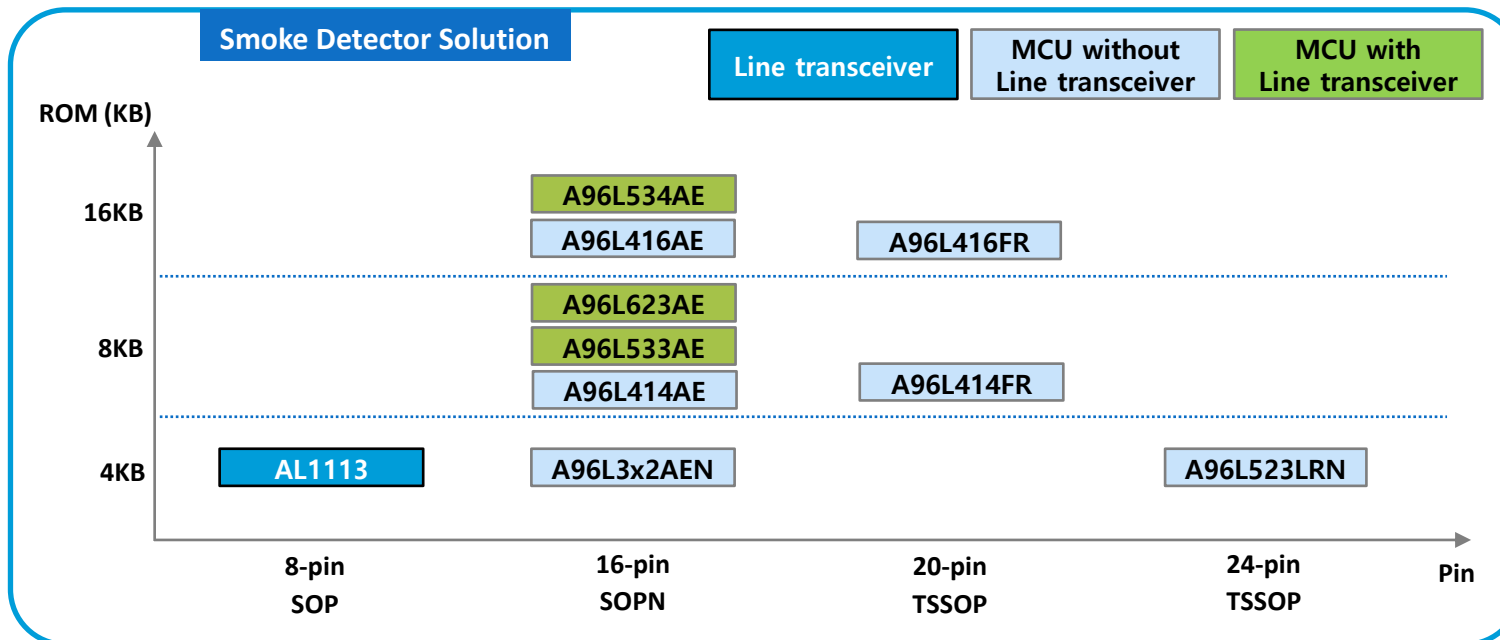 Smoke Detector Solution
Line transceiver
MCU without
Line transceiver
MCU with
Line transceiver
ROM (KB)
16KB
A96L534AE
A96L416AE
A96L416FR
8KB
A96L623AE
A96L533AE
A96L414AE
A96L414FR
4KB
AL1113
A96L3x2AEN
A96L523LRN
8-pin
SOP
16-pin
SOPN
20-pin
TSSOP
24-pin
TSSOP
Pin